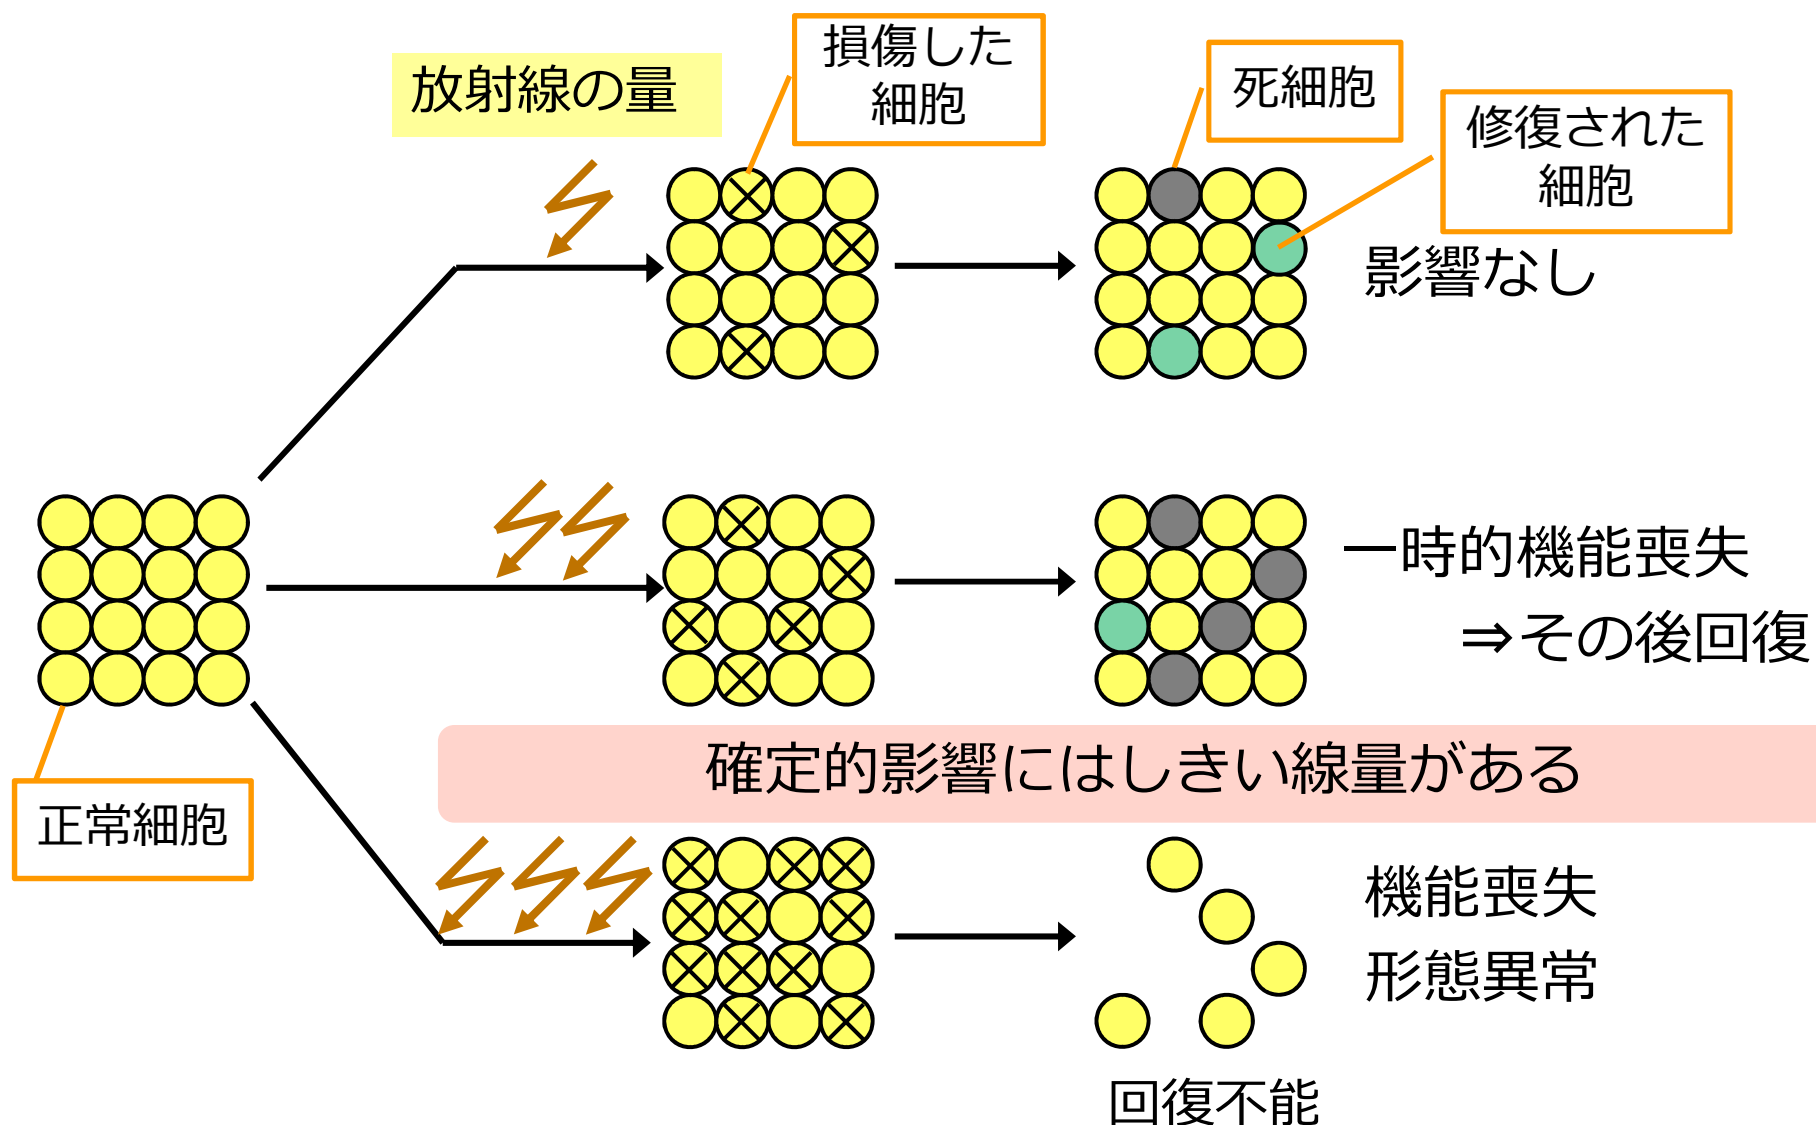 放射線の量
損傷した
細胞
死細胞
修復された
細胞
影響なし
一時的機能喪失
⇒その後回復
確定的影響にはしきい線量がある
正常細胞
機能喪失
形態異常
回復不能